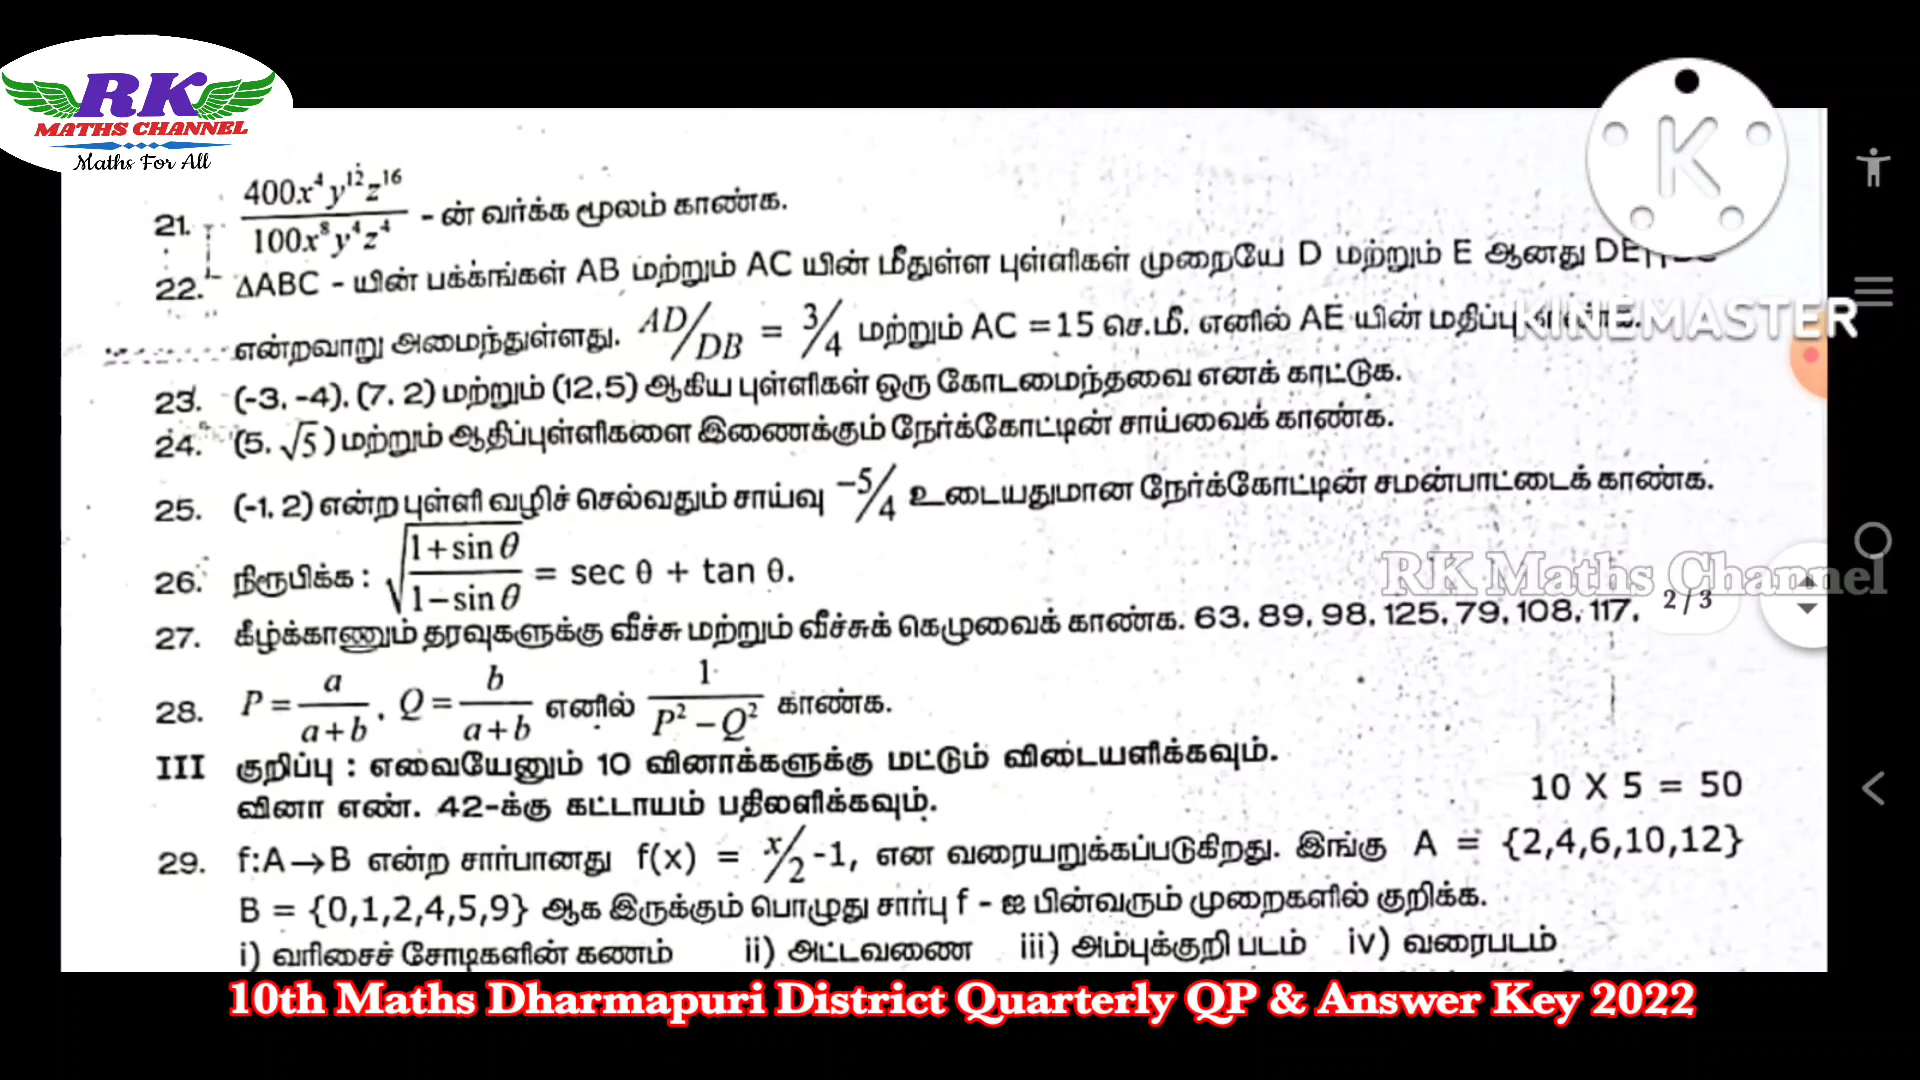 RK
MATHS CHANNEL
Maths For All
K
21. 400x⁴y¹²z¹⁶ / 100x⁸y⁴z⁴ - ன் வர்க்க மூலம் காண்க.
22. ΔABC - யின் பக்கங்கள் AB மற்றும் AC யின் மீதுள்ள புள்ளிகள் முறையே D மற்றும் E ஆனது DE
என்றவாறு அமைந்துள்ளது. AD/DB = 3/4 மற்றும் AC = 15 செ.மீ. எனில் AE யின் மதிப்பு
KINEMASTER
23. (-3, -4), (7, 2) மற்றும் (12,5) ஆகிய புள்ளிகள் ஒரு கோடமைந்தவை எனக் காட்டுக.
24. (5, √5) மற்றும் ஆதிப்புள்ளிகளை இணைக்கும் நேர்க்கோட்டின் சாய்வைக் காண்க.
25. (-1, 2) என்ற புள்ளி வழிச் செல்வதும் சாய்வு -5/4 உடையதுமான நேர்க்கோட்டின் சமன்பாட்டைக் காண்க.
26. நிரூபிக்க : √((1+sin θ)/(1−sin θ)) = sec θ + tan θ.
RK Maths Channel
2/3
27. கீழ்க்காணும் தரவுகளுக்கு வீச்சு மற்றும் வீச்சுக் கெழுவைக் காண்க. 63, 89, 98, 125, 79, 108, 117,
28. P = a/(a+b), Q = b/(a+b) எனில் 1/(P² − Q²) காண்க.
III குறிப்பு : எவையேனும் 10 வினாக்களுக்கு மட்டும் விடையளிக்கவும்.
வினா எண். 42-க்கு கட்டாயம் பதிலளிக்கவும்.
10 X 5 = 50
29. f:A→B என்ற சார்பானது f(x) = x/2 -1, என வரையறுக்கப்படுகிறது. இங்கு A = {2,4,6,10,12}
B = {0,1,2,4,5,9} ஆக இருக்கும் பொழுது சார்பு f - ஐ பின்வரும் முறைகளில் குறிக்க.
i) வரிசைச் சோடிகளின் கணம் ii) அட்டவணை iii) அம்புக்குறி படம் iv) வரைபடம்
10th Maths Dharmapuri District Quarterly QP & Answer Key 2022